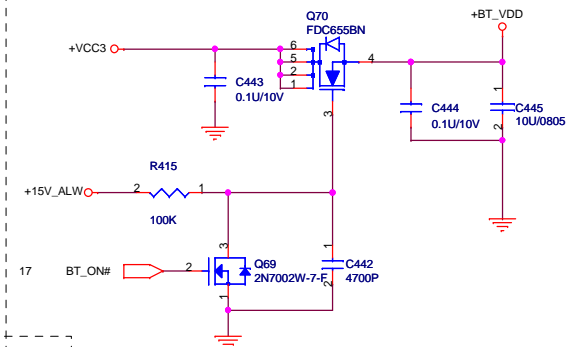 Q70
FDC655BN
+BT_VDD
+VCC3
6
5
2
1
4
3
C443
0.1U/10V
1
C444
0.1U/10V
C445
2
10U/0805
R415
+15V_ALW
2
1
100K
3
1
17
BT_ON#
2
Q69
2N7002W-7-F
C442
4700P
1
2